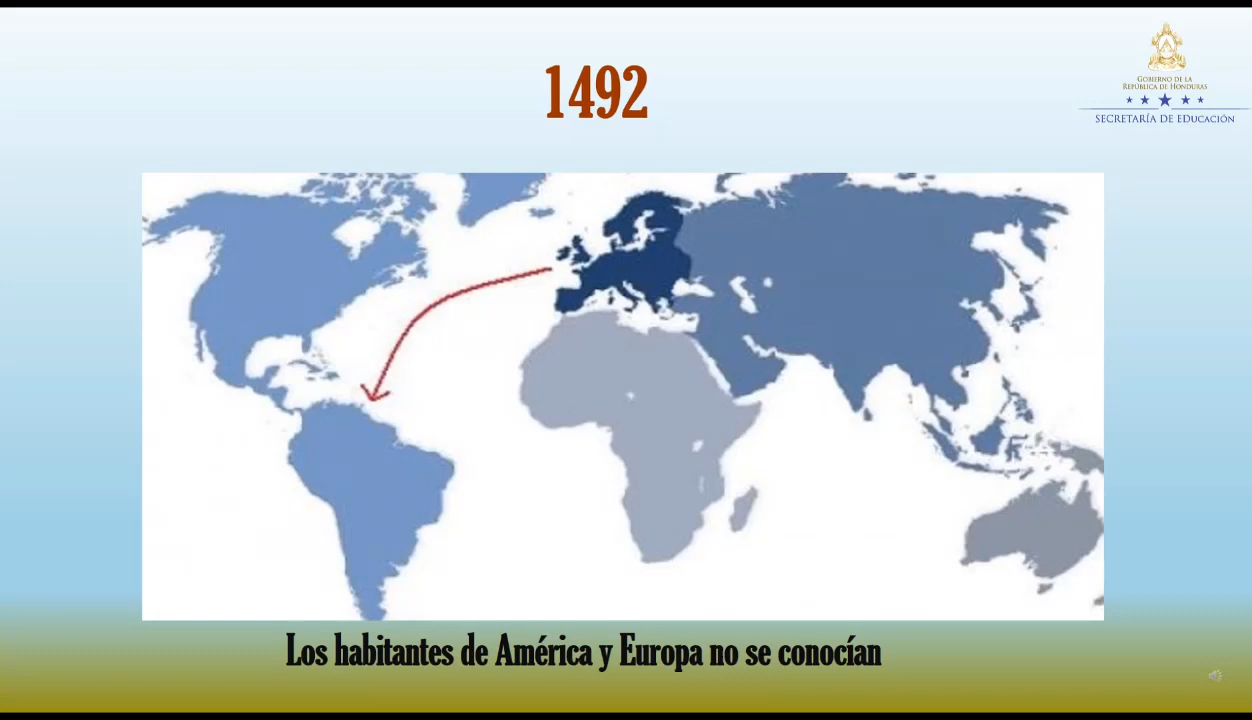 1492
GOBIERNO DE LA
REPÚBLICA DE HONDURAS
SECRETARÍA DE EDUCACIÓN
Los habitantes de América y Europa no se conocían